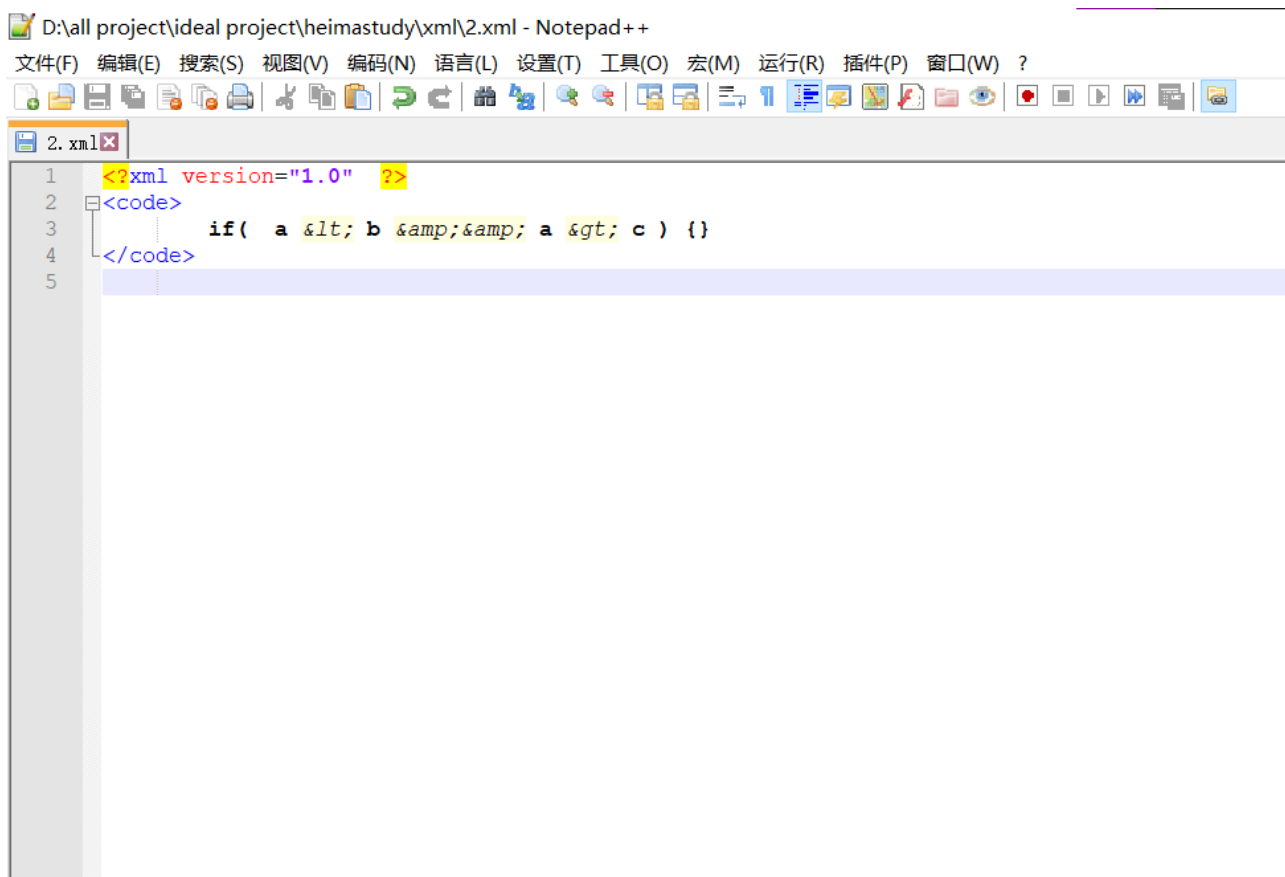 D:\all project\ideal project\heimastudy\xml\2.xml - Notepad++
文件(F) 编辑(E) 搜索(S) 视图(V) 编码(N) 语言(L) 设置(T) 工具(O) 宏(M) 运行(R) 插件(P) 窗口(W) ?
2.xml
1 <?xml version="1.0"  ?>
2 <code>
3 if(  a &lt; b &amp;&amp; a &gt; c ) {}
4 </code>
5